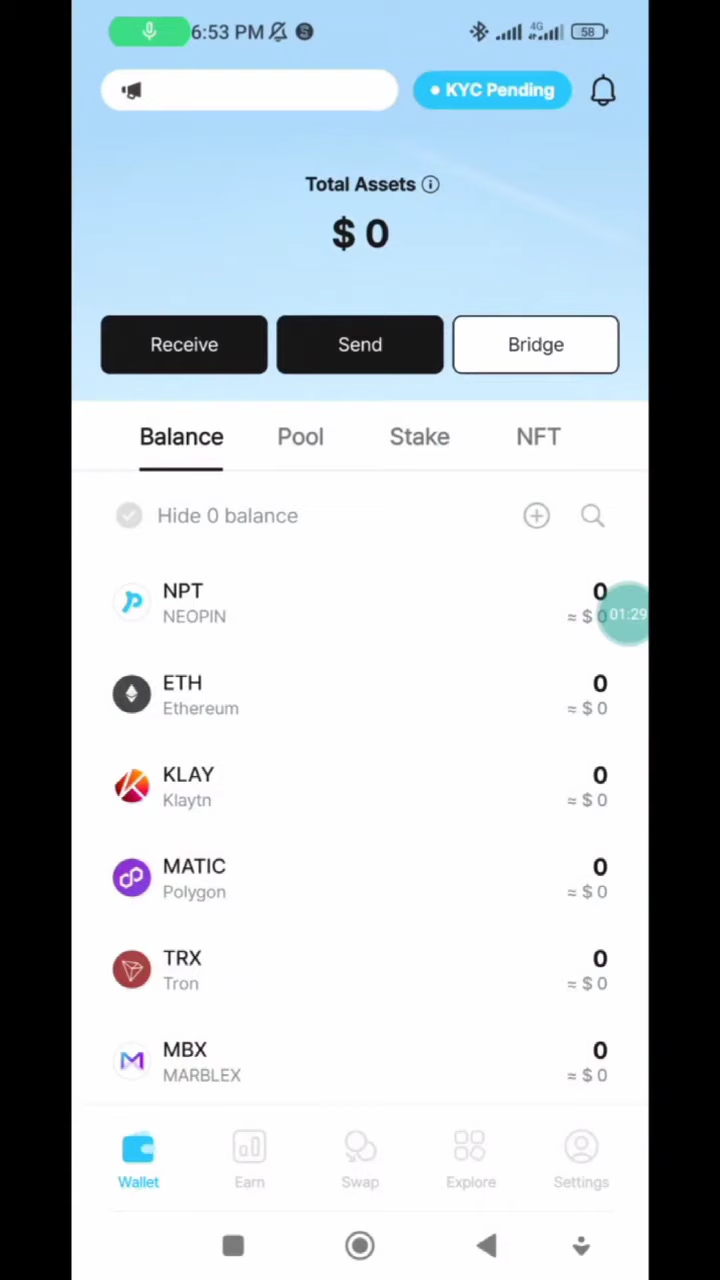 6:53 PM
4G
58
KYC Pending
Total Assets
$ 0
Receive
Send
Bridge
Balance
Pool
Stake
NFT
Hide 0 balance
NPT
0
NEOPIN
≈ $ 0
01:29
ETH
0
Ethereum
≈ $ 0
KLAY
0
Klaytn
≈ $ 0
MATIC
0
Polygon
≈ $ 0
TRX
0
Tron
≈ $ 0
MBX
0
MARBLEX
≈ $ 0
Wallet
Earn
Swap
Explore
Settings